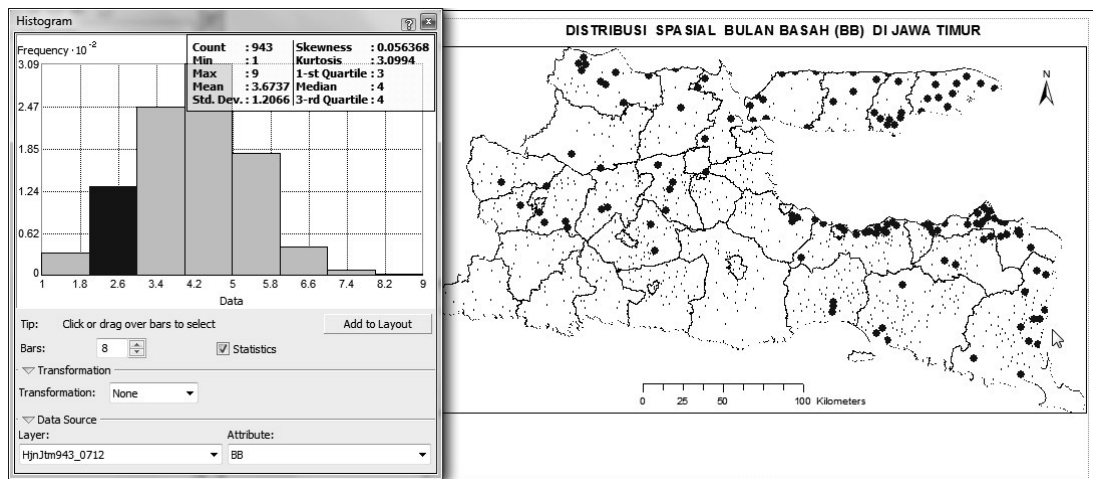 Histogram
Frequency · 10⁻²
Count : 943 Skewness : 0.056368
Min : 1 Kurtosis : 3.0994
Max : 9 1-st Quartile : 3
Mean : 3.6737 Median : 4
Std. Dev. : 1.2066 3-rd Quartile : 4
3.09
2.47
1.85
1.24
0.62
0
1 1.8 2.6 3.4 4.2 5 5.8 6.6 7.4 8.2 9
Data
Tip: Click or drag over bars to select Add to Layout
Bars: 8 Statistics
Transformation
Transformation: None
Data Source
Layer: Attribute:
HjnJtm943_0712 BB
DISTRIBUSI SPASIAL BULAN BASAH (BB) DI JAWA TIMUR
N
0 25 50 100 Kilometers